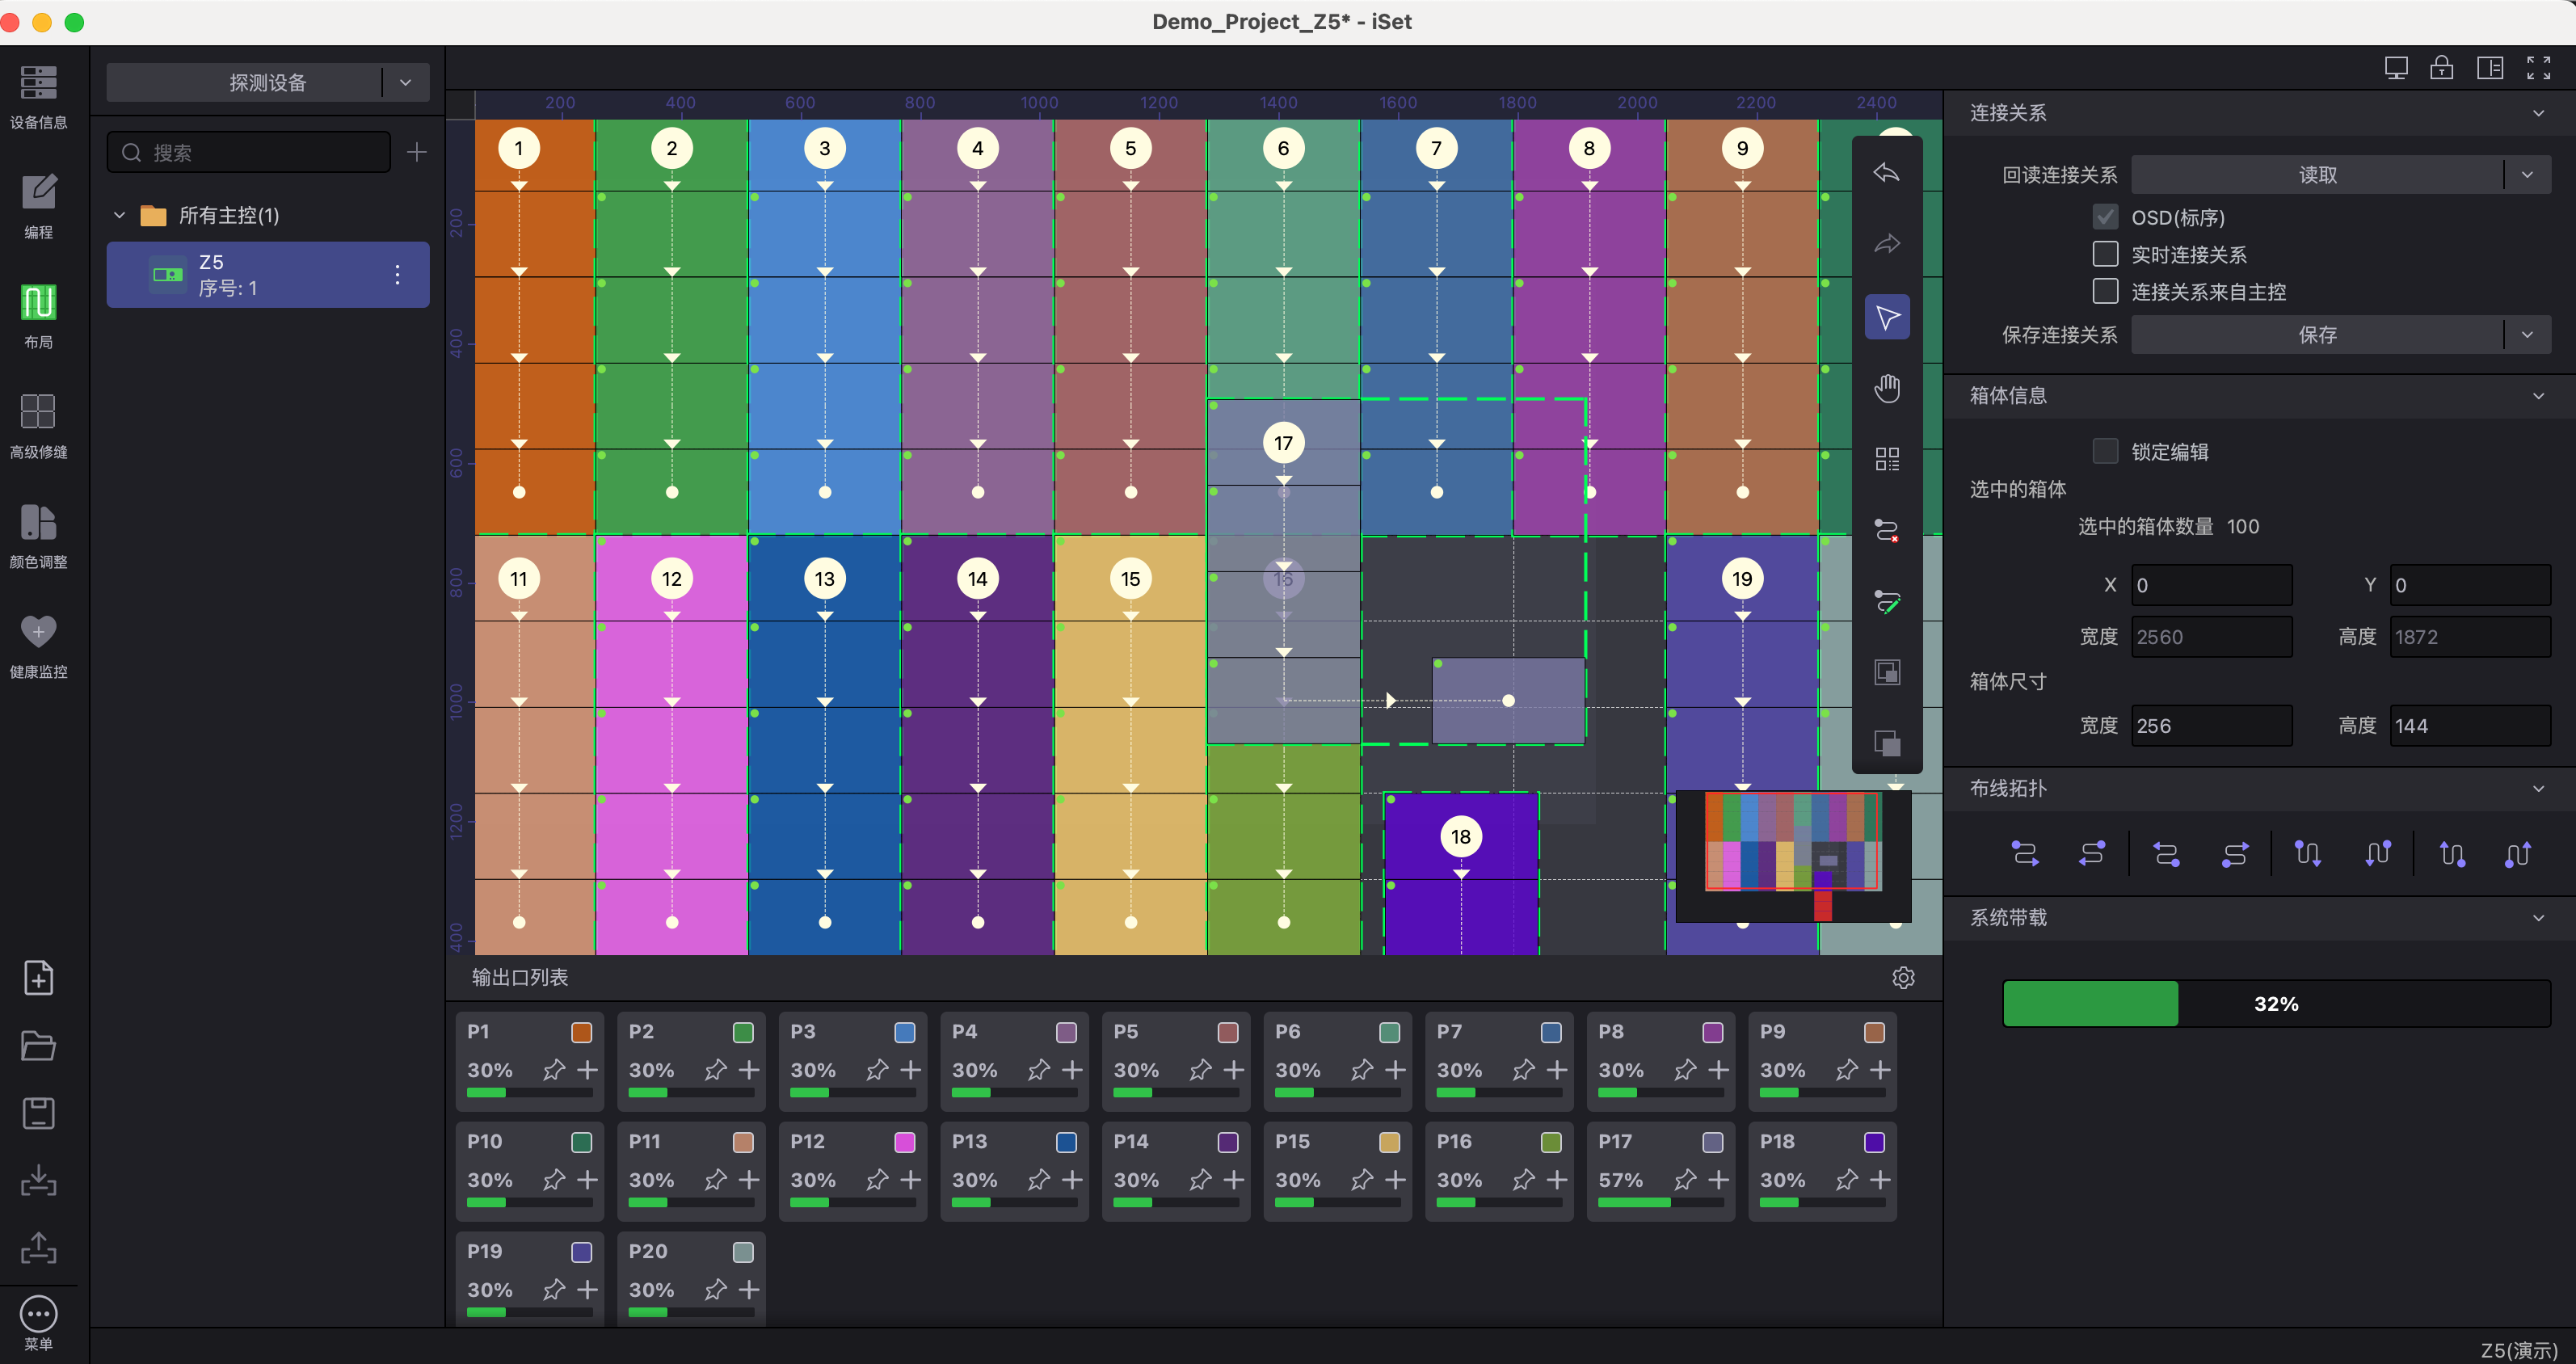 Demo_Project_Z5* - iSet
设备信息
编程
布局
高级修缝
颜色调整
健康监控
菜单
探测设备
搜索
所有主控(1)
Z5
序号: 1
200 400 600 800 1000 1200 1400 1600 1800 2000 2200 2400
200
400
600
800
1000
1200
400
1 2 3 4 5 6 7 8 9
17
11 12 13 14 15 16 19
18
输出口列表
P1 P2 P3 P4 P5 P6 P7 P8 P9
30% 30% 30% 30% 30% 30% 30% 30% 30%
P10 P11 P12 P13 P14 P15 P16 P17 P18
30% 30% 30% 30% 30% 30% 30% 57% 30%
P19 P20
30% 30%
连接关系
回读连接关系 读取
OSD(标序)
实时连接关系
连接关系来自主控
保存连接关系 保存
箱体信息
锁定编辑
选中的箱体
选中的箱体数量 100
X 0 Y 0
宽度 2560 高度 1872
箱体尺寸
宽度 256 高度 144
布线拓扑
系统带载
32%
Z5(演示)